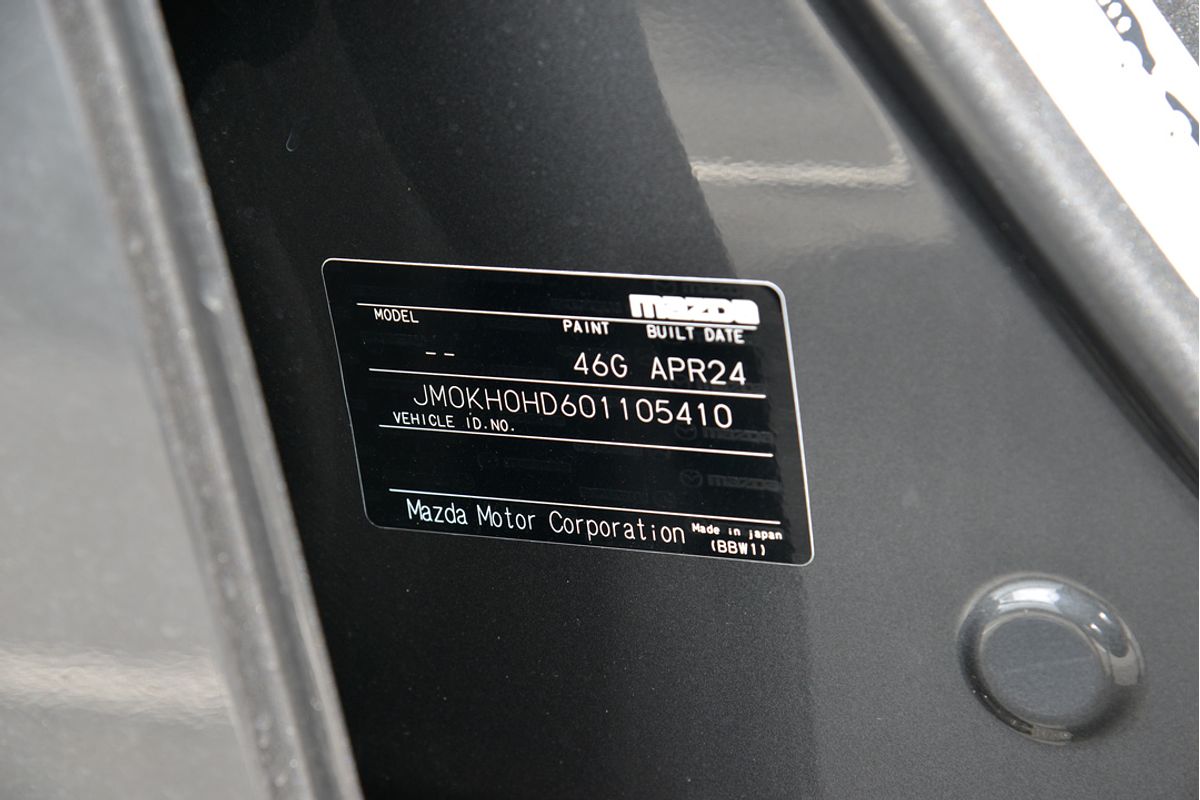 mazda
MODEL PAINT BUILT DATE
-- 46G APR24
JM0KH0HD601105410
VEHICLE ID.NO.
Mazda Motor Corporation Made in japan
(BBW1)